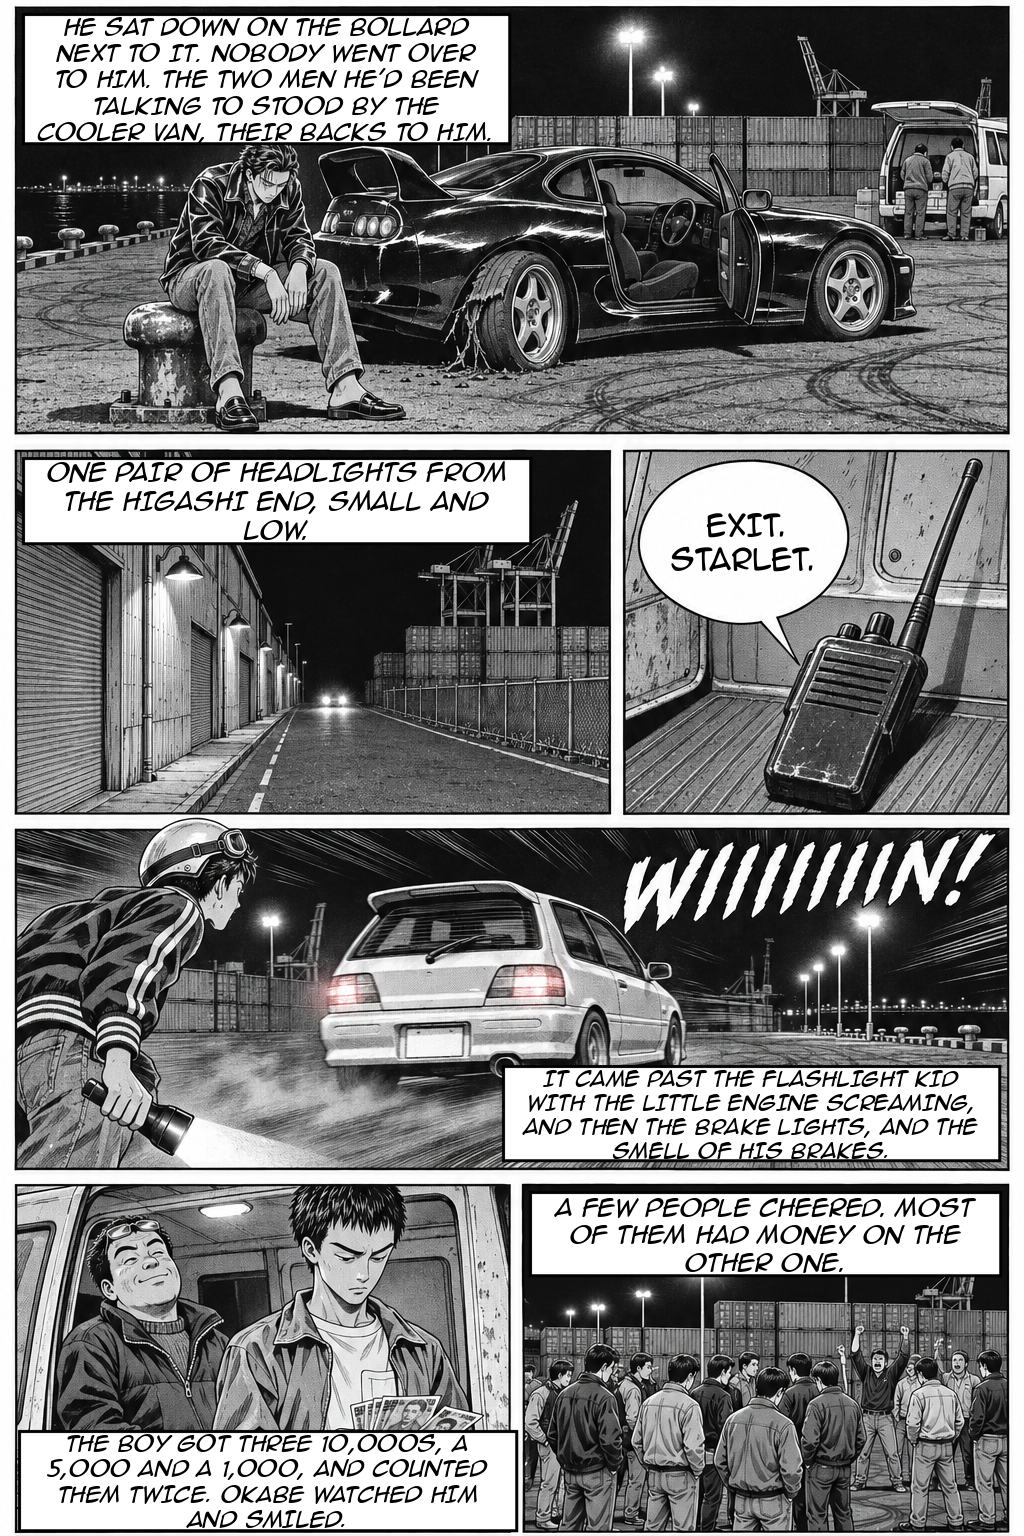 HE SAT DOWN ON THE BOLLARD
NEXT TO IT. NOBODY WENT OVER
TO HIM. THE TWO MEN HE'D BEEN
TALKING TO STOOD BY THE
COOLER VAN, THEIR BACKS TO HIM.
ONE PAIR OF HEADLIGHTS FROM
THE HIGASHI END, SMALL AND
LOW.
EXIT.
STARLET.
WIIIIIIIIN!
IT CAME PAST THE FLASHLIGHT KID
WITH THE LITTLE ENGINE SCREAMING,
AND THEN THE BRAKE LIGHTS, AND THE
SMELL OF HIS BRAKES.
THE BOY GOT THREE 10,000S, A
5,000 AND A 1,000, AND COUNTED
THEM TWICE. OKABE WATCHED HIM
AND SMILED.
A FEW PEOPLE CHEERED. MOST
OF THEM HAD MONEY ON THE
OTHER ONE.